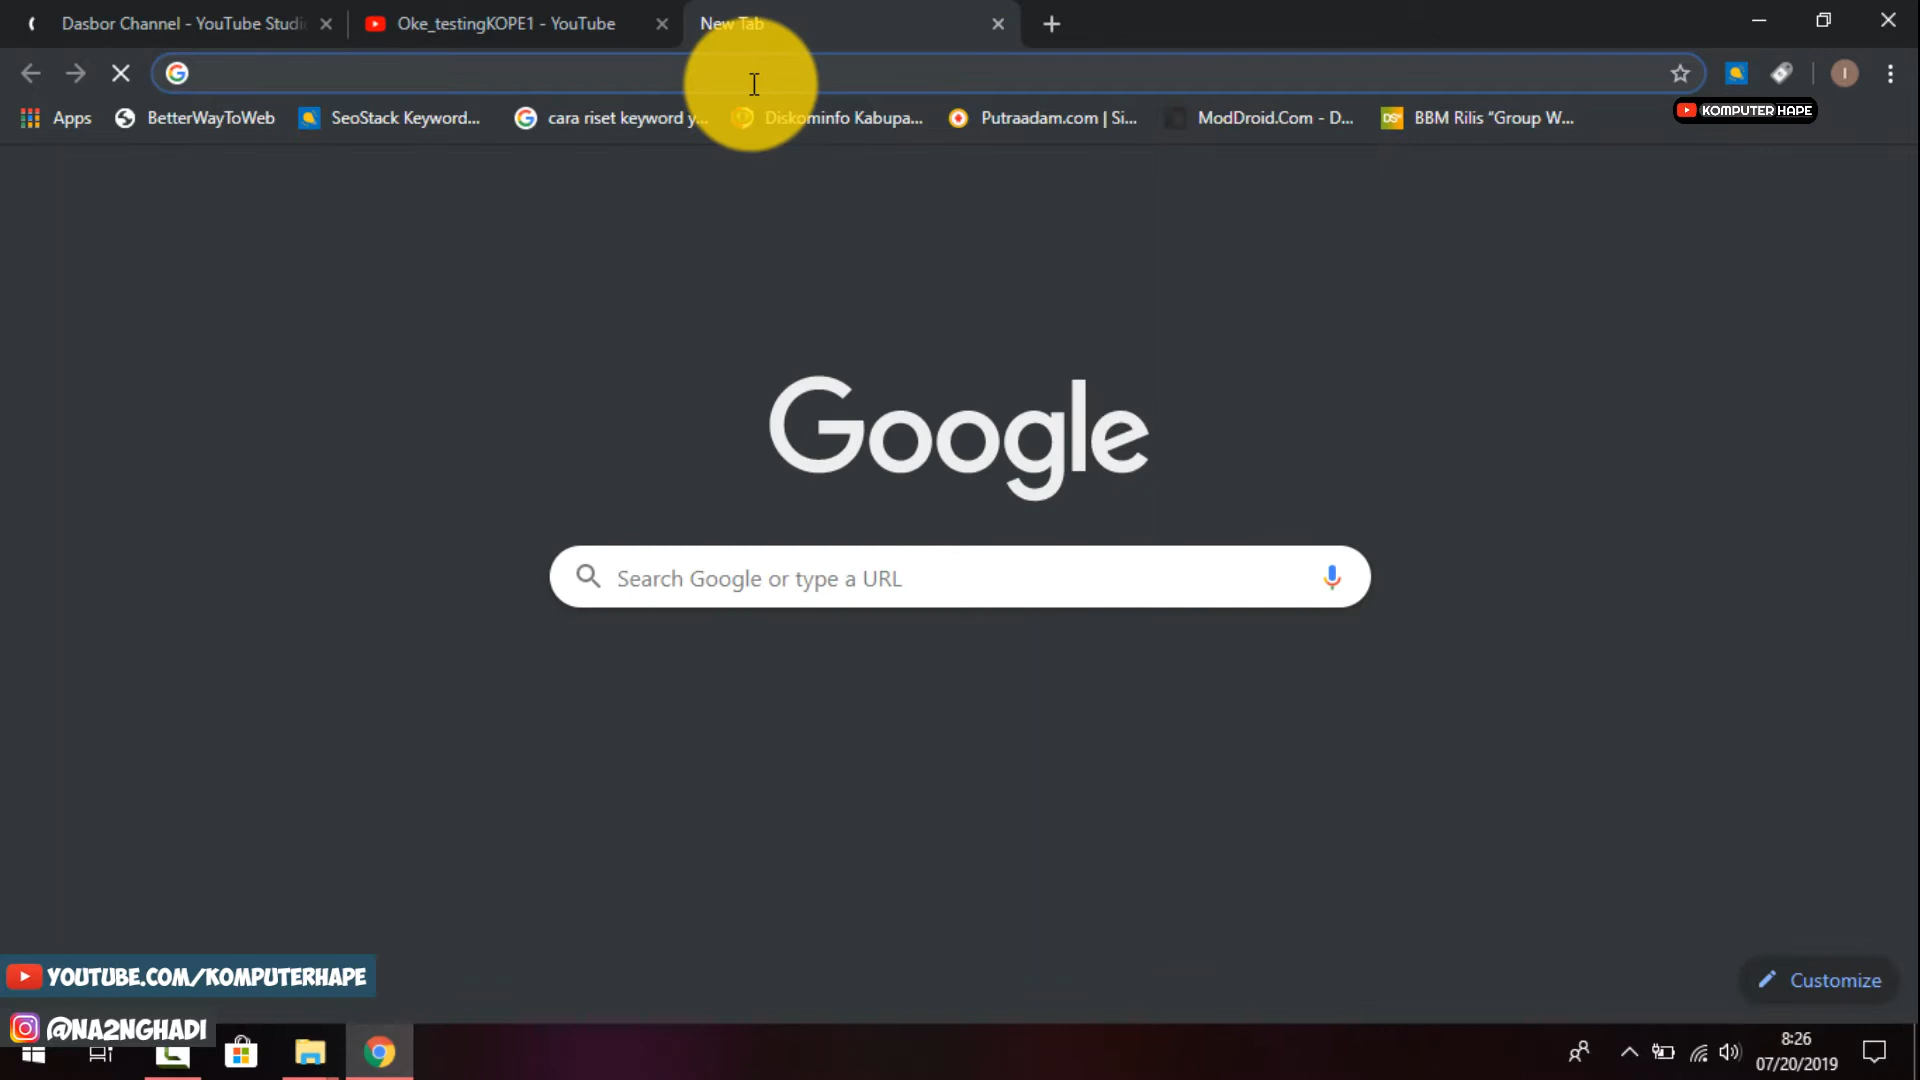 Dasbor Channel - YouTube Studi
Oke_testingKOPE1 - YouTube
New Tab
Apps
BetterWayToWeb
SeoStack Keyword...
cara riset keyword y...
Diskominfo Kabupa...
Putraadam.com | Si...
ModDroid.Com - D...
BBM Rilis "Group W...
KOMPUTER HAPE
Google
Search Google or type a URL
Customize
YOUTUBE.COM/KOMPUTERHAPE
@NA2NGHADI
8:26
07/20/2019